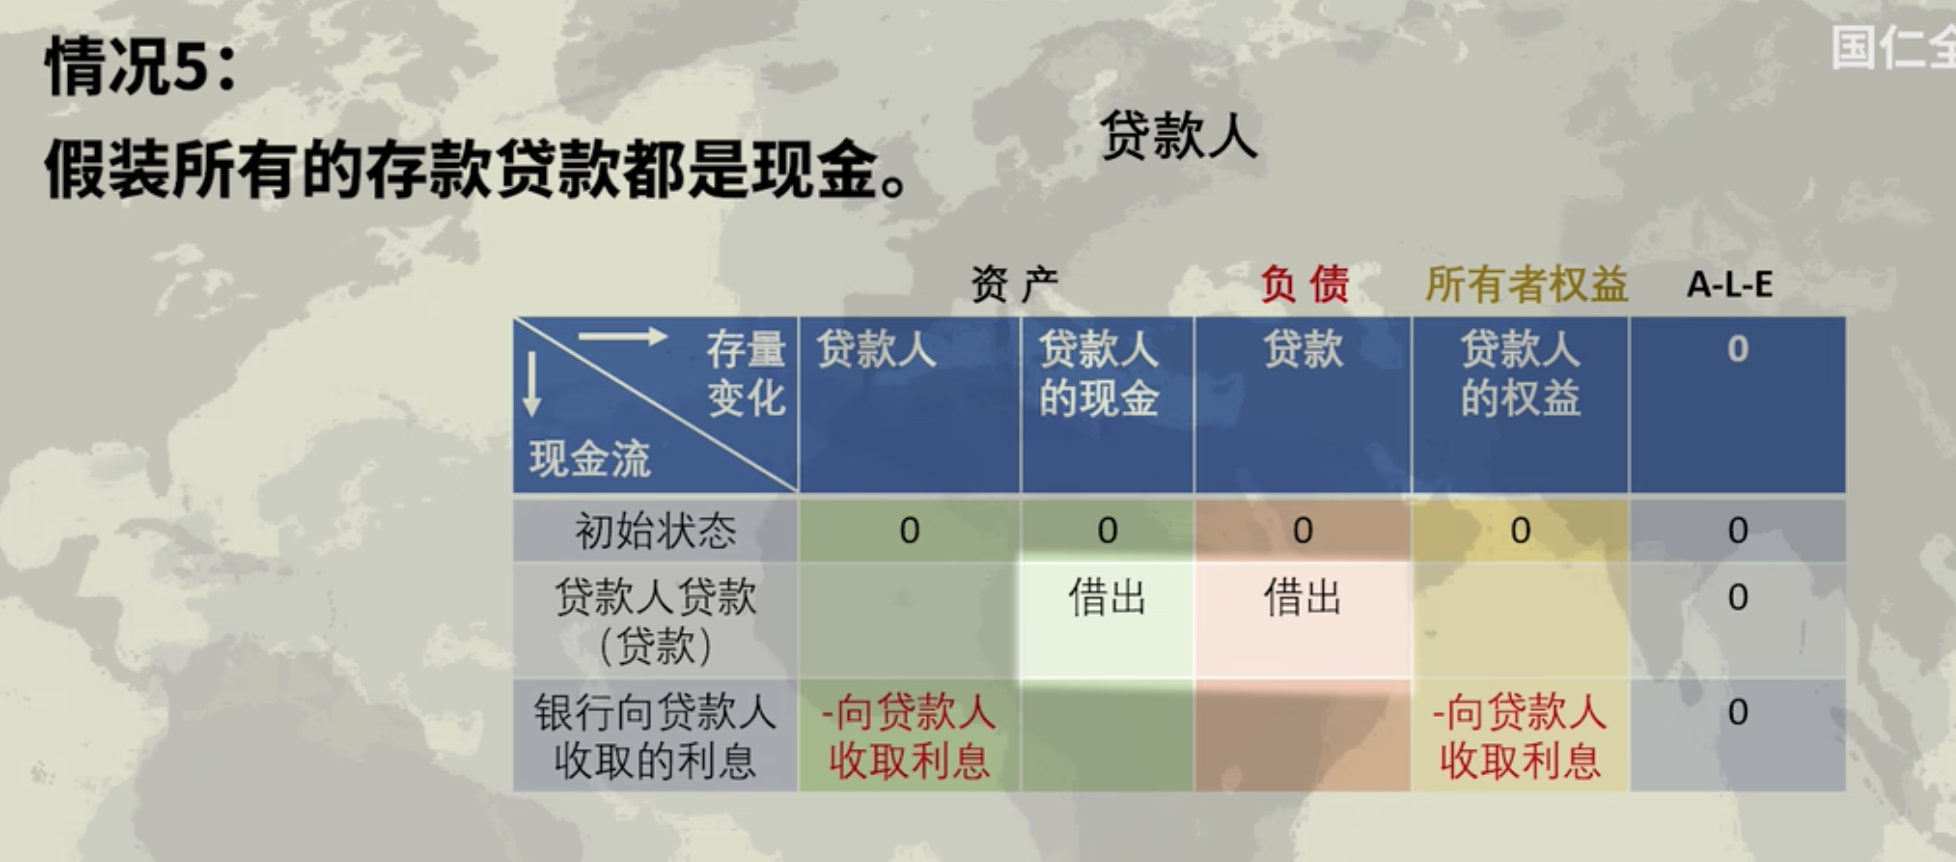 情况5：
国仁全
假装所有的存款贷款都是现金。
贷款人
资 产 负 债 所有者权益 A-L-E
存量
变化
现金流
贷款人
贷款人
的现金
贷款
贷款人
的权益
0
初始状态 0 0 0 0 0
贷款人贷款
（贷款）
借出 借出 0
银行向贷款人
收取的利息
-向贷款人
收取利息
-向贷款人
收取利息
0